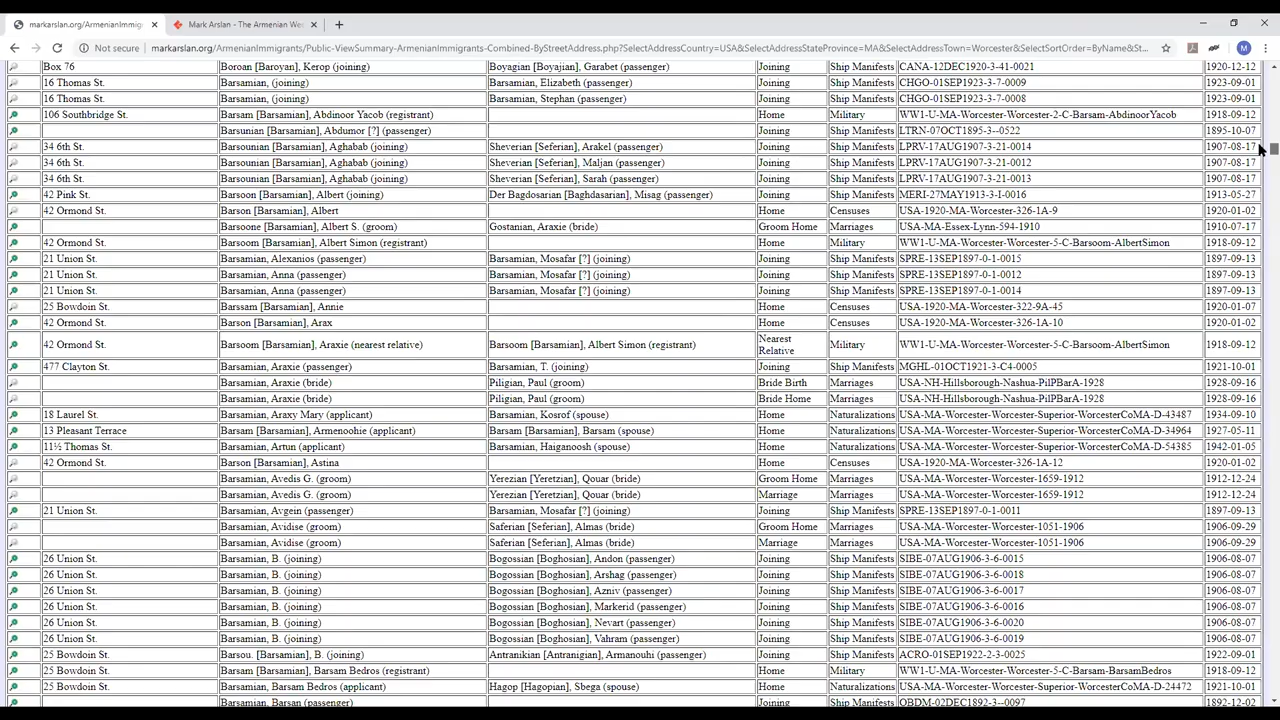 markarslan.org/ArmenianImmig
Mark Arslan - The Armenian We
Not secure
markarslan.org/ArmenianImmigrants/Public-ViewSummary-ArmenianImmigrants-Combined-ByStreetAddress.php?SelectAddressCountry=USA&SelectAddressStateProvince=MA&SelectAddressTown=Worcester&SelectSortOrder=ByName&St...
M
Box 76 Boroan [Baroyan], Kerop (joining) Boyagian [Boyajian], Garabet (passenger) Joining Ship Manifests CANA-12DEC1920-3-41-0021 1920-12-12
16 Thomas St. Barsamian, (joining) Barsamian, Elizabeth (passenger) Joining Ship Manifests CHGO-01SEP1923-3-7-0009 1923-09-01
16 Thomas St. Barsamian, (joining) Barsamian, Stephan (passenger) Joining Ship Manifests CHGO-01SEP1923-3-7-0008 1923-09-01
106 Southbridge St. Barsam [Barsamian], Abdinoor Yacob (registrant) Home Military WW1-U-MA-Worcester-Worcester-2-C-Barsam-AbdinoorYacob 1918-09-12
Barsunian [Barsamian], Abdumor [?] (passenger) Joining Ship Manifests LTRN-07OCT1895-3--0522 1895-10-07
34 6th St. Barsounian [Barsamian], Aghabab (joining) Sheverian [Seferian], Arakel (passenger) Joining Ship Manifests LPRV-17AUG1907-3-21-0014 1907-08-17
34 6th St. Barsounian [Barsamian], Aghabab (joining) Sheverian [Seferian], Maljan (passenger) Joining Ship Manifests LPRV-17AUG1907-3-21-0012 1907-08-17
34 6th St. Barsounian [Barsamian], Aghabab (joining) Sheverian [Seferian], Sarah (passenger) Joining Ship Manifests LPRV-17AUG1907-3-21-0013 1907-08-17
42 Pink St. Barsoon [Barsamian], Albert (joining) Der Bagdosarian [Baghdasarian], Misag (passenger) Joining Ship Manifests MERI-27MAY1913-3-I-0016 1913-05-27
42 Ormond St. Barson [Barsamian], Albert Home Censuses USA-1920-MA-Worcester-326-1A-9 1920-01-02
Barsoone [Barsamian], Albert S. (groom) Gostanian, Araxie (bride) Groom Home Marriages USA-MA-Essex-Lynn-594-1910 1910-07-17
42 Ormond St. Barsoom [Barsamian], Albert Simon (registrant) Home Military WW1-U-MA-Worcester-Worcester-5-C-Barsoom-AlbertSimon 1918-09-12
21 Union St. Barsamian, Alexanios (passenger) Barsamian, Mosafar [?] (joining) Joining Ship Manifests SPRE-13SEP1897-0-1-0015 1897-09-13
21 Union St. Barsamian, Anna (passenger) Barsamian, Mosafar [?] (joining) Joining Ship Manifests SPRE-13SEP1897-0-1-0012 1897-09-13
21 Union St. Barsamian, Anna (passenger) Barsamian, Mosafar [?] (joining) Joining Ship Manifests SPRE-13SEP1897-0-1-0014 1897-09-13
25 Bowdoin St. Barssam [Barsamian], Annie Home Censuses USA-1920-MA-Worcester-322-9A-45 1920-01-07
42 Ormond St. Barson [Barsamian], Arax Home Censuses USA-1920-MA-Worcester-326-1A-10 1920-01-02
42 Ormond St. Barsoom [Barsamian], Araxie (nearest relative) Barsoom [Barsamian], Albert Simon (registrant) Nearest Relative Military WW1-U-MA-Worcester-Worcester-5-C-Barsoom-AlbertSimon 1918-09-12
477 Clayton St. Barsamian, Araxie (passenger) Barsamian, T. (joining) Joining Ship Manifests MGHL-01OCT1921-3-C4-0005 1921-10-01
Barsamian, Araxie (bride) Piligian, Paul (groom) Bride Birth Marriages USA-NH-Hillsborough-Nashua-PilPBarA-1928 1928-09-16
Barsamian, Araxie (bride) Piligian, Paul (groom) Bride Home Marriages USA-NH-Hillsborough-Nashua-PilPBarA-1928 1928-09-16
18 Laurel St. Barsamian, Araxy Mary (applicant) Barsamian, Kosrof (spouse) Home Naturalizations USA-MA-Worcester-Worcester-Superior-WorcesterCoMA-D-43487 1934-09-10
13 Pleasant Terrace Barsam [Barsamian], Armenoohie (applicant) Barsam [Barsamian], Barsam (spouse) Home Naturalizations USA-MA-Worcester-Worcester-Superior-WorcesterCoMA-D-34964 1927-05-11
11½ Thomas St. Barsamian, Artun (applicant) Barsamian, Haiganoosh (spouse) Home Naturalizations USA-MA-Worcester-Worcester-Superior-WorcesterCoMA-D-54385 1942-01-05
42 Ormond St. Barson [Barsamian], Astina Home Censuses USA-1920-MA-Worcester-326-1A-12 1920-01-02
Barsamian, Avedis G. (groom) Yerezian [Yeretzian], Qouar (bride) Groom Home Marriages USA-MA-Worcester-1659-1912 1912-12-24
Barsamian, Avedis G. (groom) Yerezian [Yeretzian], Qouar (bride) Marriage Marriages USA-MA-Worcester-1659-1912 1912-12-24
21 Union St. Barsamian, Avgein (passenger) Barsamian, Mosafar [?] (joining) Joining Ship Manifests SPRE-13SEP1897-0-1-0011 1897-09-13
Barsamian, Avidise (groom) Saferian [Seferian], Almas (bride) Groom Home Marriages USA-MA-Worcester-1051-1906 1906-09-29
Barsamian, Avidise (groom) Saferian [Seferian], Almas (bride) Marriage Marriages USA-MA-Worcester-1051-1906 1906-09-29
26 Union St. Barsamian, B. (joining) Bogossian [Boghosian], Andon (passenger) Joining Ship Manifests SIBE-07AUG1906-3-6-0015 1906-08-07
26 Union St. Barsamian, B. (joining) Bogossian [Boghosian], Arshag (passenger) Joining Ship Manifests SIBE-07AUG1906-3-6-0018 1906-08-07
26 Union St. Barsamian, B. (joining) Bogossian [Boghosian], Azniv (passenger) Joining Ship Manifests SIBE-07AUG1906-3-6-0017 1906-08-07
26 Union St. Barsamian, B. (joining) Bogossian [Boghosian], Markerid (passenger) Joining Ship Manifests SIBE-07AUG1906-3-6-0016 1906-08-07
26 Union St. Barsamian, B. (joining) Bogossian [Boghosian], Nevart (passenger) Joining Ship Manifests SIBE-07AUG1906-3-6-0020 1906-08-07
26 Union St. Barsamian, B. (joining) Bogossian [Boghosian], Vahram (passenger) Joining Ship Manifests SIBE-07AUG1906-3-6-0019 1906-08-07
25 Bowdoin St. Barsou. [Barsamian], B. (joining) Antranikian [Antranigian], Armanouhi (passenger) Joining Ship Manifests ACRO-01SEP1922-2-3-0025 1922-09-01
25 Bowdoin St. Barsam [Barsamian], Barsam Bedros (registrant) Home Military WW1-U-MA-Worcester-Worcester-5-C-Barsam-BarsamBedros 1918-09-12
25 Bowdoin St. Barsamian, Barsam Bedros (applicant) Hagop [Hagopian], Sbega (spouse) Home Naturalizations USA-MA-Worcester-Worcester-Superior-WorcesterCoMA-D-24472 1921-10-01
Barsamian, Barsan (passenger) Joining Ship Manifests OBDM-02DEC1892-3--0097 1892-12-02